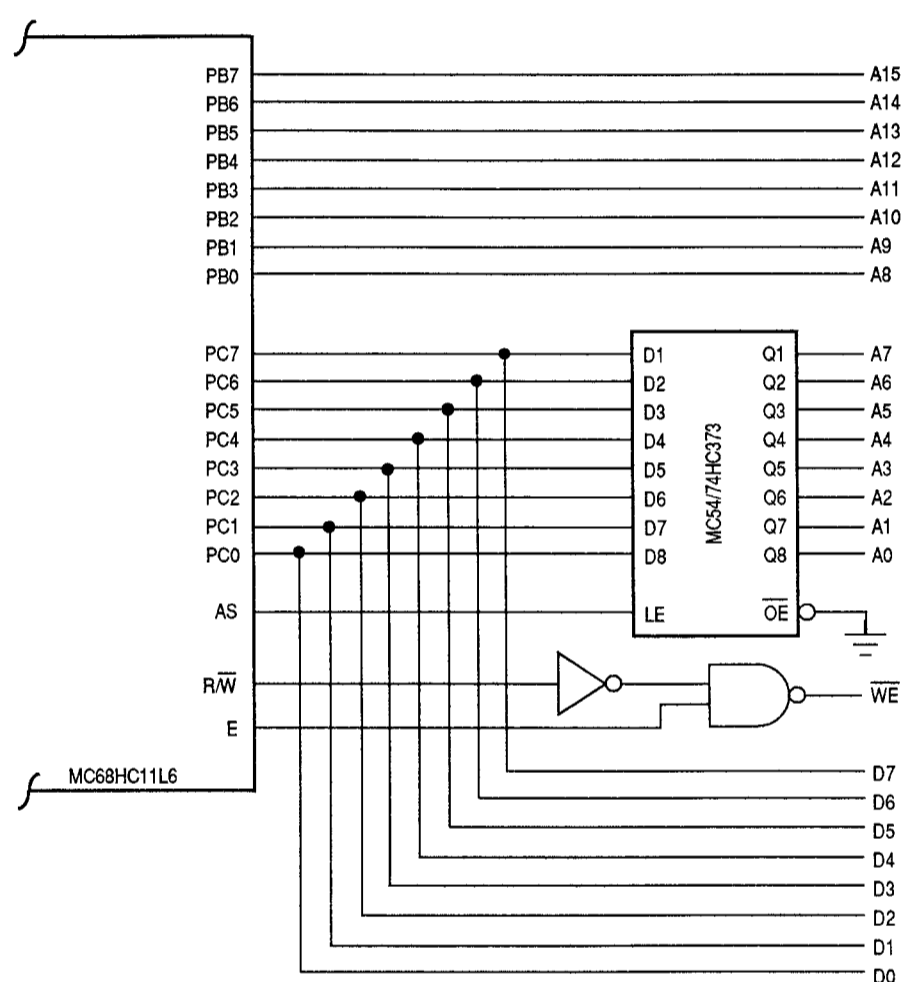 PB7 A15
PB6 A14
PB5 A13
PB4 A12
PB3 A11
PB2 A10
PB1 A9
PB0 A8
PC7 D1 Q1 A7
PC6 D2 Q2 A6
PC5 D3 Q3 A5
PC4 D4 Q4 A4
PC3 D5 Q5 A3
PC2 D6 Q6 A2
PC1 D7 Q7 A1
PC0 D8 Q8 A0
MC54/74HC373
AS LE O̅E̅
R/W̅ W̅E̅
E
MC68HC11L6
D7
D6
D5
D4
D3
D2
D1
D0